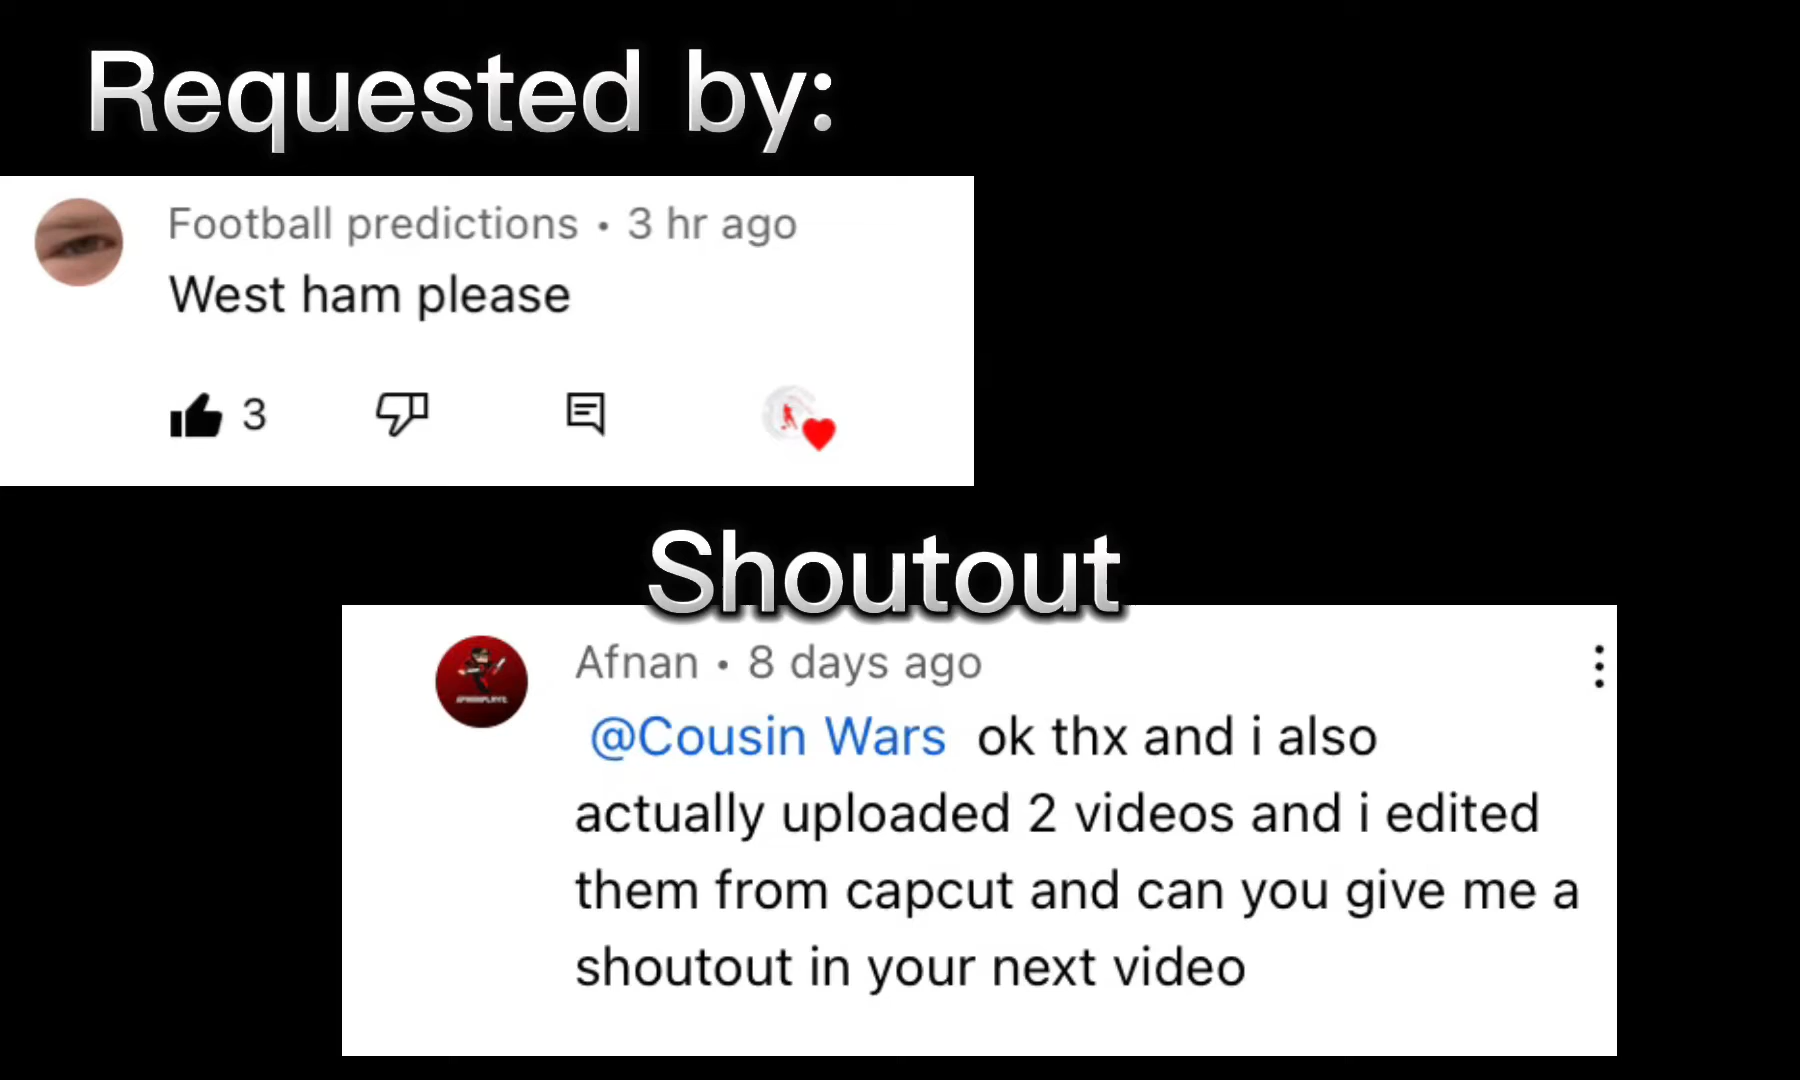 Requested by:
Football predictions • 3 hr ago
West ham please
3
Shoutout
Afnan • 8 days ago
@Cousin Wars ok thx and i also
actually uploaded 2 videos and i edited
them from capcut and can you give me a
shoutout in your next video